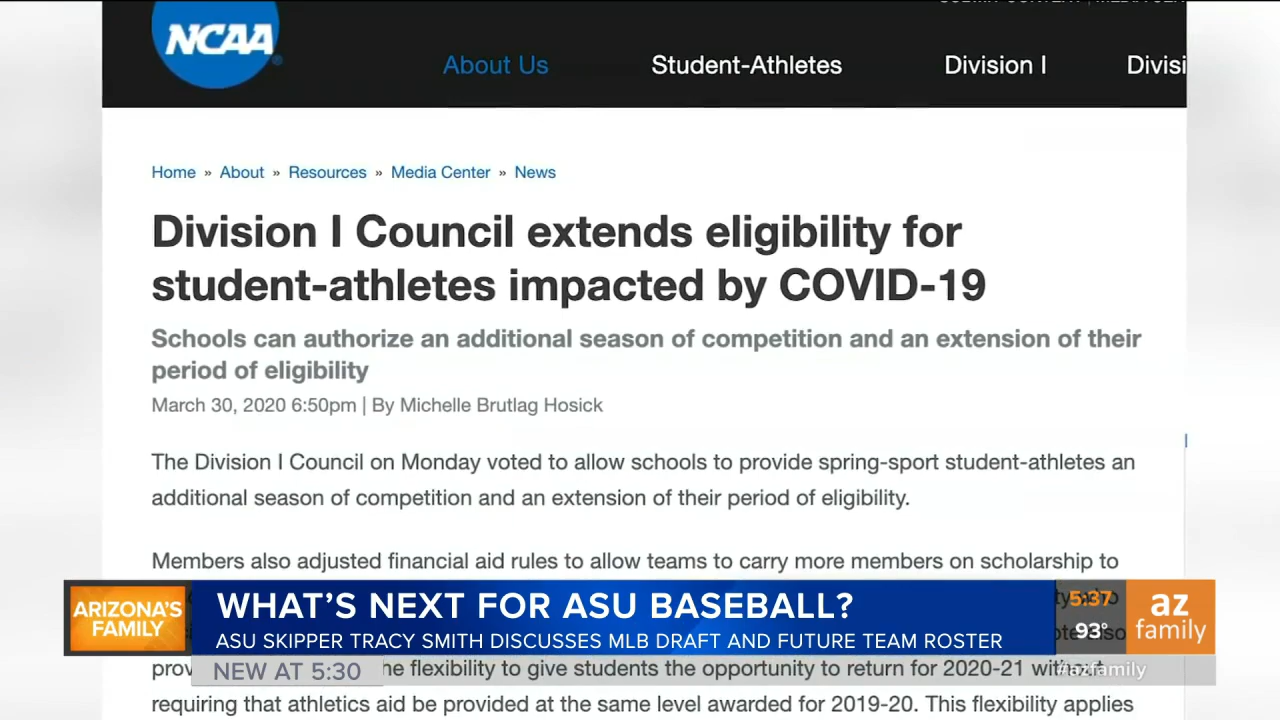 NCAA
About Us Student-Athletes Division I Divisi
Home » About » Resources » Media Center » News
Division I Council extends eligibility for
student-athletes impacted by COVID-19
Schools can authorize an additional season of competition and an extension of their
period of eligibility
March 30, 2020 6:50pm | By Michelle Brutlag Hosick
The Division I Council on Monday voted to allow schools to provide spring-sport student-athletes an
additional season of competition and an extension of their period of eligibility.
Members also adjusted financial aid rules to allow teams to carry more members on scholarship to
ARIZONA'S
FAMILY
WHAT'S NEXT FOR ASU BASEBALL?
ASU SKIPPER TRACY SMITH DISCUSSES MLB DRAFT AND FUTURE TEAM ROSTER
5:37
93°
az
family
NEW AT 5:30
#azfamily
prov he flexibility to give students the opportunity to return for 2020-21
requiring that athletics aid be provided at the same level awarded for 2019-20. This flexibility applies